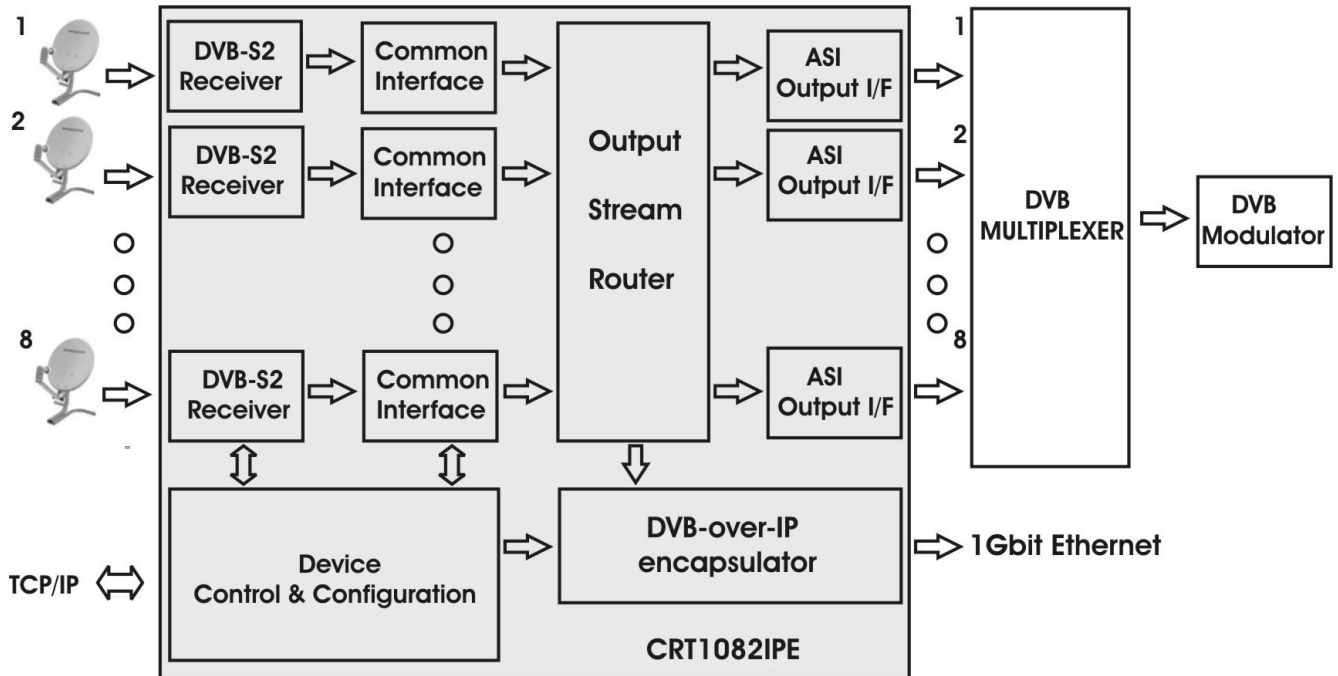 1
DVB-S2
Receiver
Common
Interface
Output
Stream
Router
ASI
Output I/F
1
2
DVB-S2
Receiver
Common
Interface
ASI
Output I/F
2
DVB
MULTIPLEXER
DVB
Modulator
8
DVB-S2
Receiver
Common
Interface
ASI
Output I/F
8
TCP/IP
Device
Control & Configuration
DVB-over-IP
encapsulator
1Gbit Ethernet
CRT1082IPE